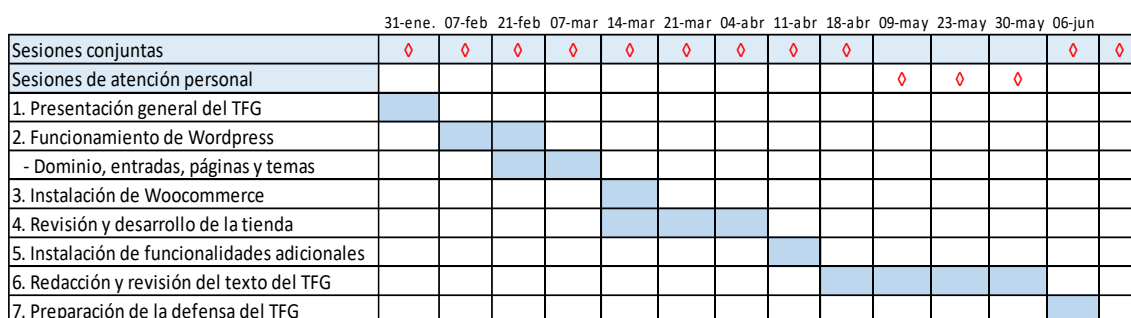 31-ene. 07-feb 21-feb 07-mar 14-mar 21-mar 04-abr 11-abr 18-abr 09-may 23-may 30-may 06-jun
Sesiones conjuntas ◊ ◊ ◊ ◊ ◊ ◊ ◊ ◊ ◊ ◊ ◊
Sesiones de atención personal ◊ ◊ ◊
1. Presentación general del TFG
2. Funcionamiento de Wordpress
- Dominio, entradas, páginas y temas
3. Instalación de Woocommerce
4. Revisión y desarrollo de la tienda
5. Instalación de funcionalidades adicionales
6. Redacción y revisión del texto del TFG
7. Preparación de la defensa del TFG